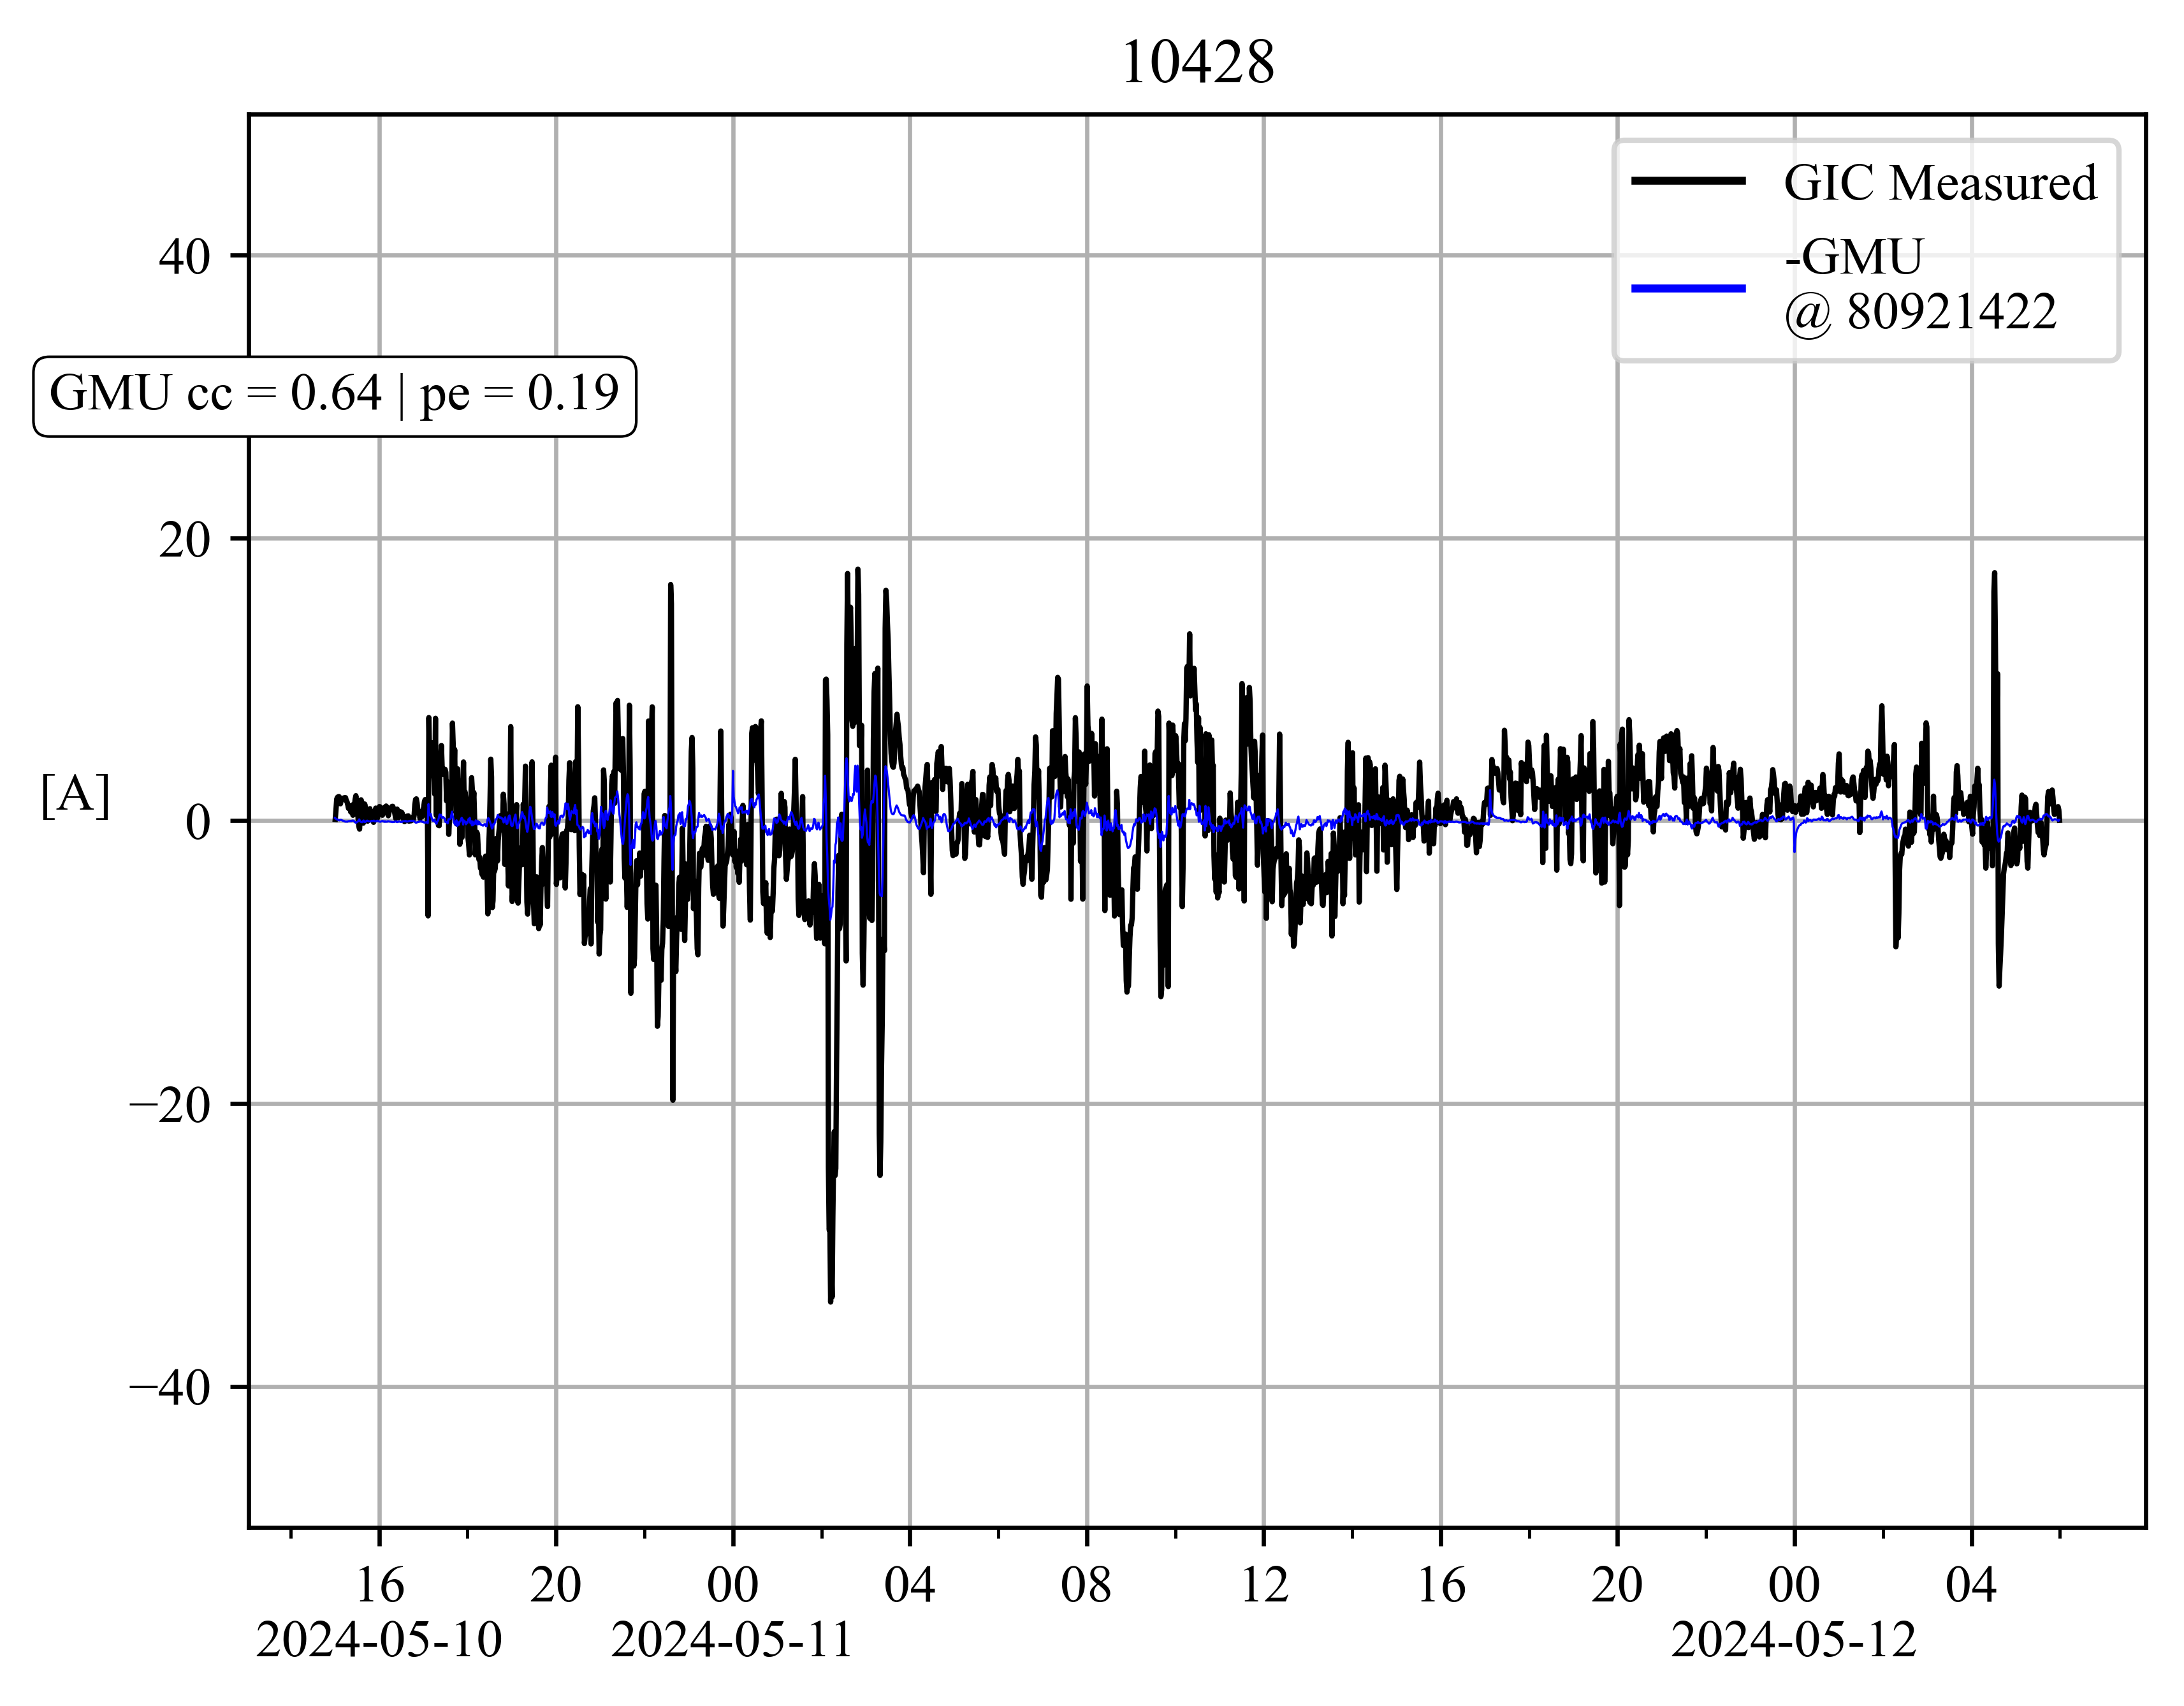 10428
GIC Measured
-GMU
@ 80921422
GMU cc = 0.64 | pe = 0.19
[A]
40
20
0
−20
−40
16 20 00 04 08 12 16 20 00 04
2024-05-10 2024-05-11 2024-05-12